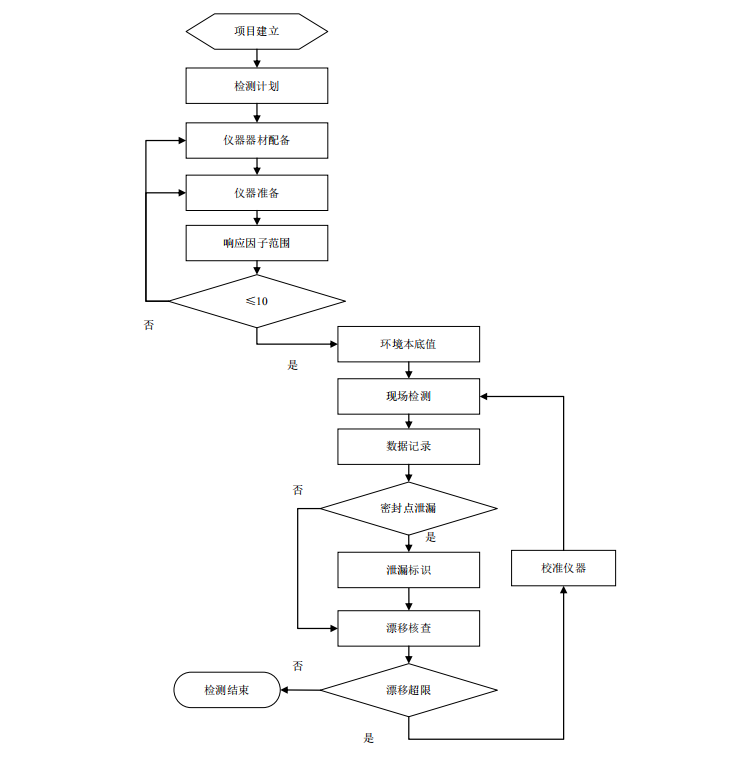 项目建立
检测计划
仪器器材配备
仪器准备
响应因子范围
≤10
否
环境本底值
是
现场检测
数据记录
否
密封点泄漏
是
泄漏标识
校准仪器
漂移核查
否
检测结束
漂移超限
是